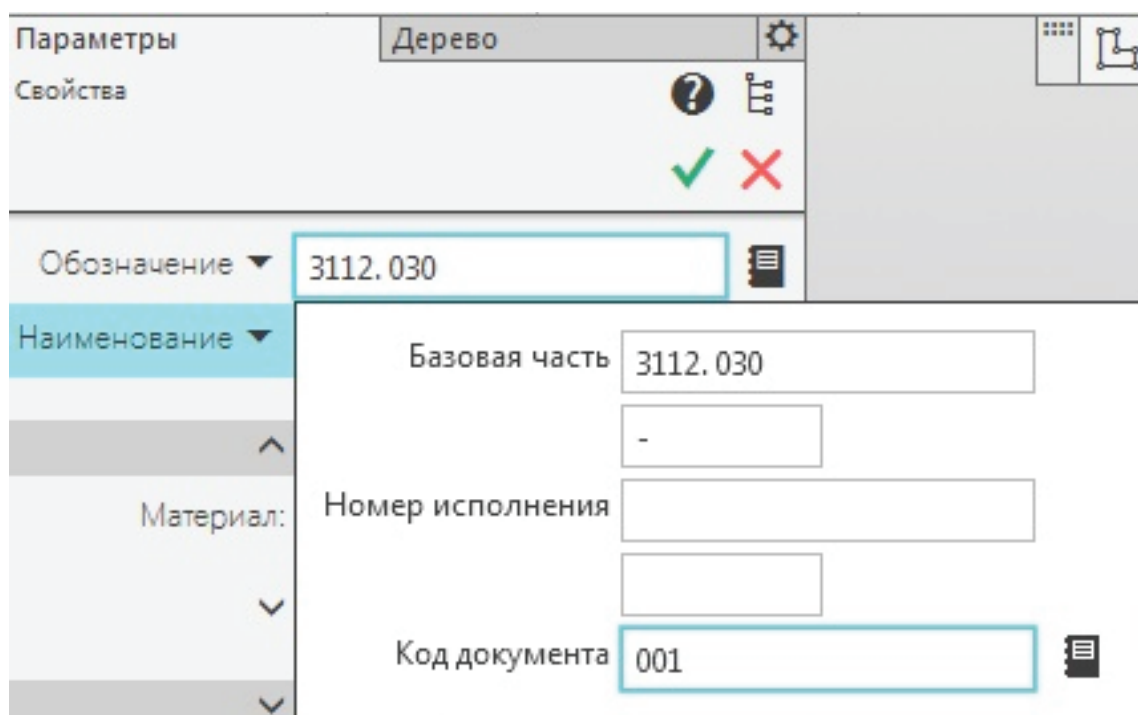 Параметры
Дерево
Свойства
Обозначение
3112. 030
Наименование
Базовая часть
3112. 030
-
Материал:
Номер исполнения
Код документа
001